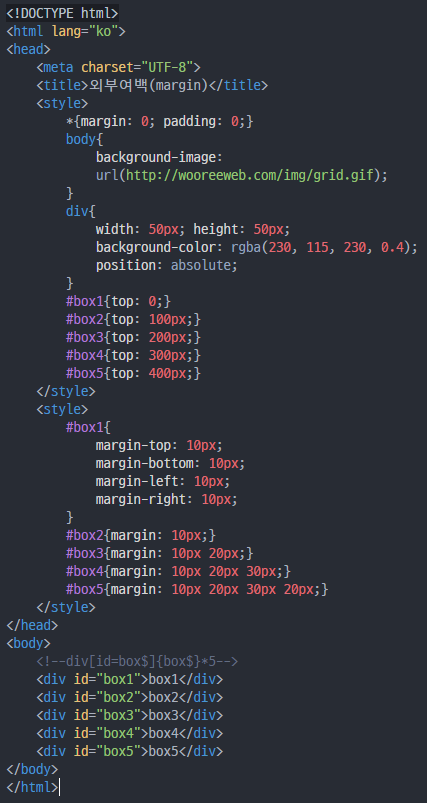 <!DOCTYPE html>
<html lang="ko">
<head>
    <meta charset="UTF-8">
    <title>외부여백(margin)</title>
    <style>
        *{margin: 0; padding: 0;}
        body{
            background-image:
            url(http://wooreeweb.com/img/grid.gif);
        }
        div{
            width: 50px; height: 50px;
            background-color: rgba(230, 115, 230, 0.4);
            position: absolute;
        }
        #box1{top: 0;}
        #box2{top: 100px;}
        #box3{top: 200px;}
        #box4{top: 300px;}
        #box5{top: 400px;}
    </style>
    <style>
        #box1{
            margin-top: 10px;
            margin-bottom: 10px;
            margin-left: 10px;
            margin-right: 10px;
        }
        #box2{margin: 10px;}
        #box3{margin: 10px 20px;}
        #box4{margin: 10px 20px 30px;}
        #box5{margin: 10px 20px 30px 20px;}
    </style>
</head>
<body>
    <!--div[id=box$]{box$}*5-->
    <div id="box1">box1</div>
    <div id="box2">box2</div>
    <div id="box3">box3</div>
    <div id="box4">box4</div>
    <div id="box5">box5</div>
</body>
</html>